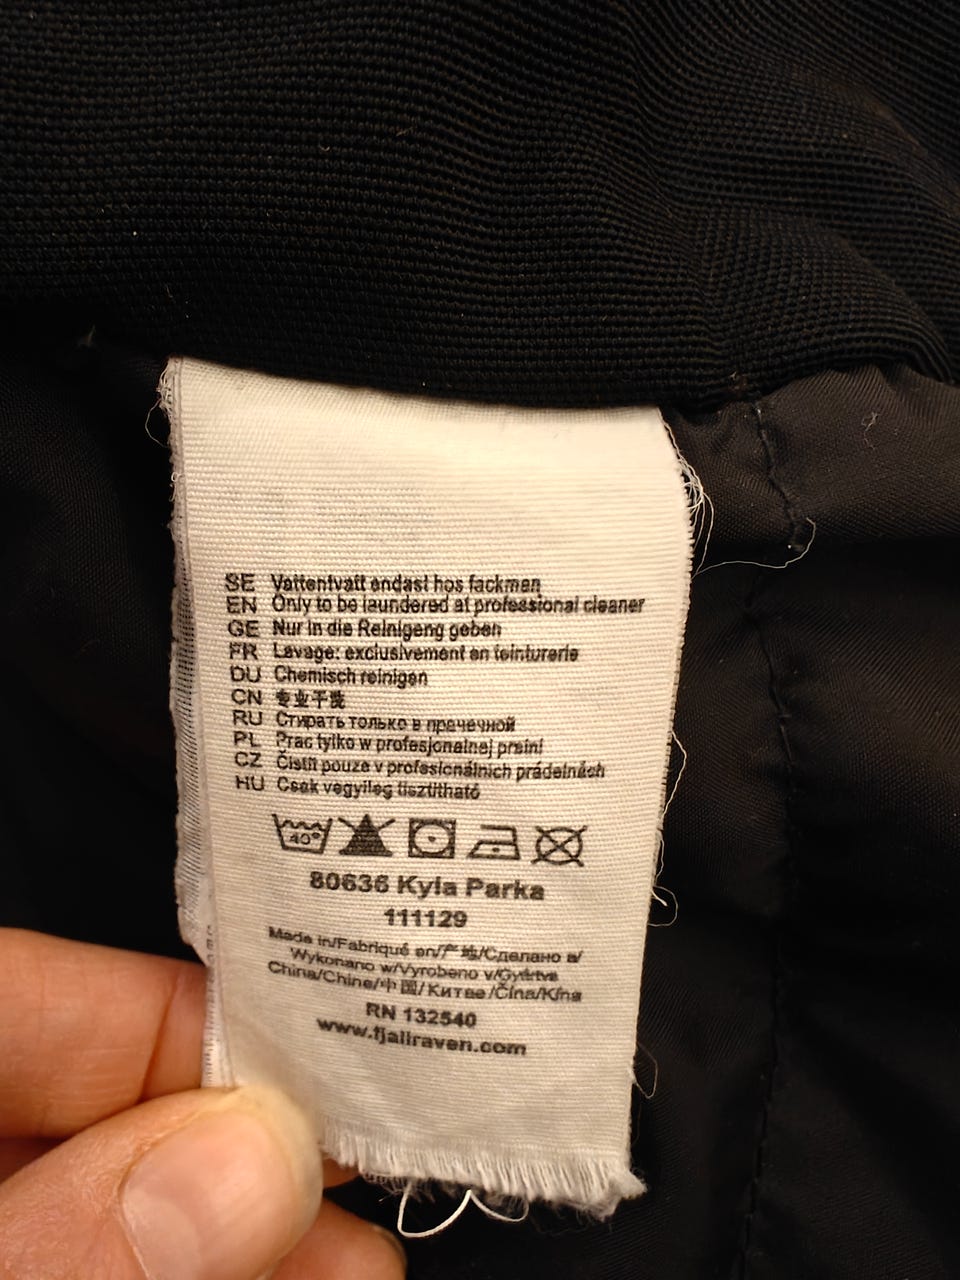 SE Vattentvatt endast hos fackman
EN Only to be laundered at professional cleaner
GE Nur in die Reinigeng geben
FR Lavage: exclusivement en teinturerie
DU Chemisch reinigen
CN 专业干洗
RU Стирать только в прачечной
PL Prac tylko w profesjonalnej pralni
CZ Čistit pouze v profesionálních prádelnách
HU Csak vegyileg tisztítható
40°
80636 Kyla Parka
111129
Made in/Fabriqué en/产地/Сделано в/
Wykonano w/Vyrobeno v/Gyártva
China/Chine/中国/Китае/Čína/Kína
RN 132540
www.fjallraven.com